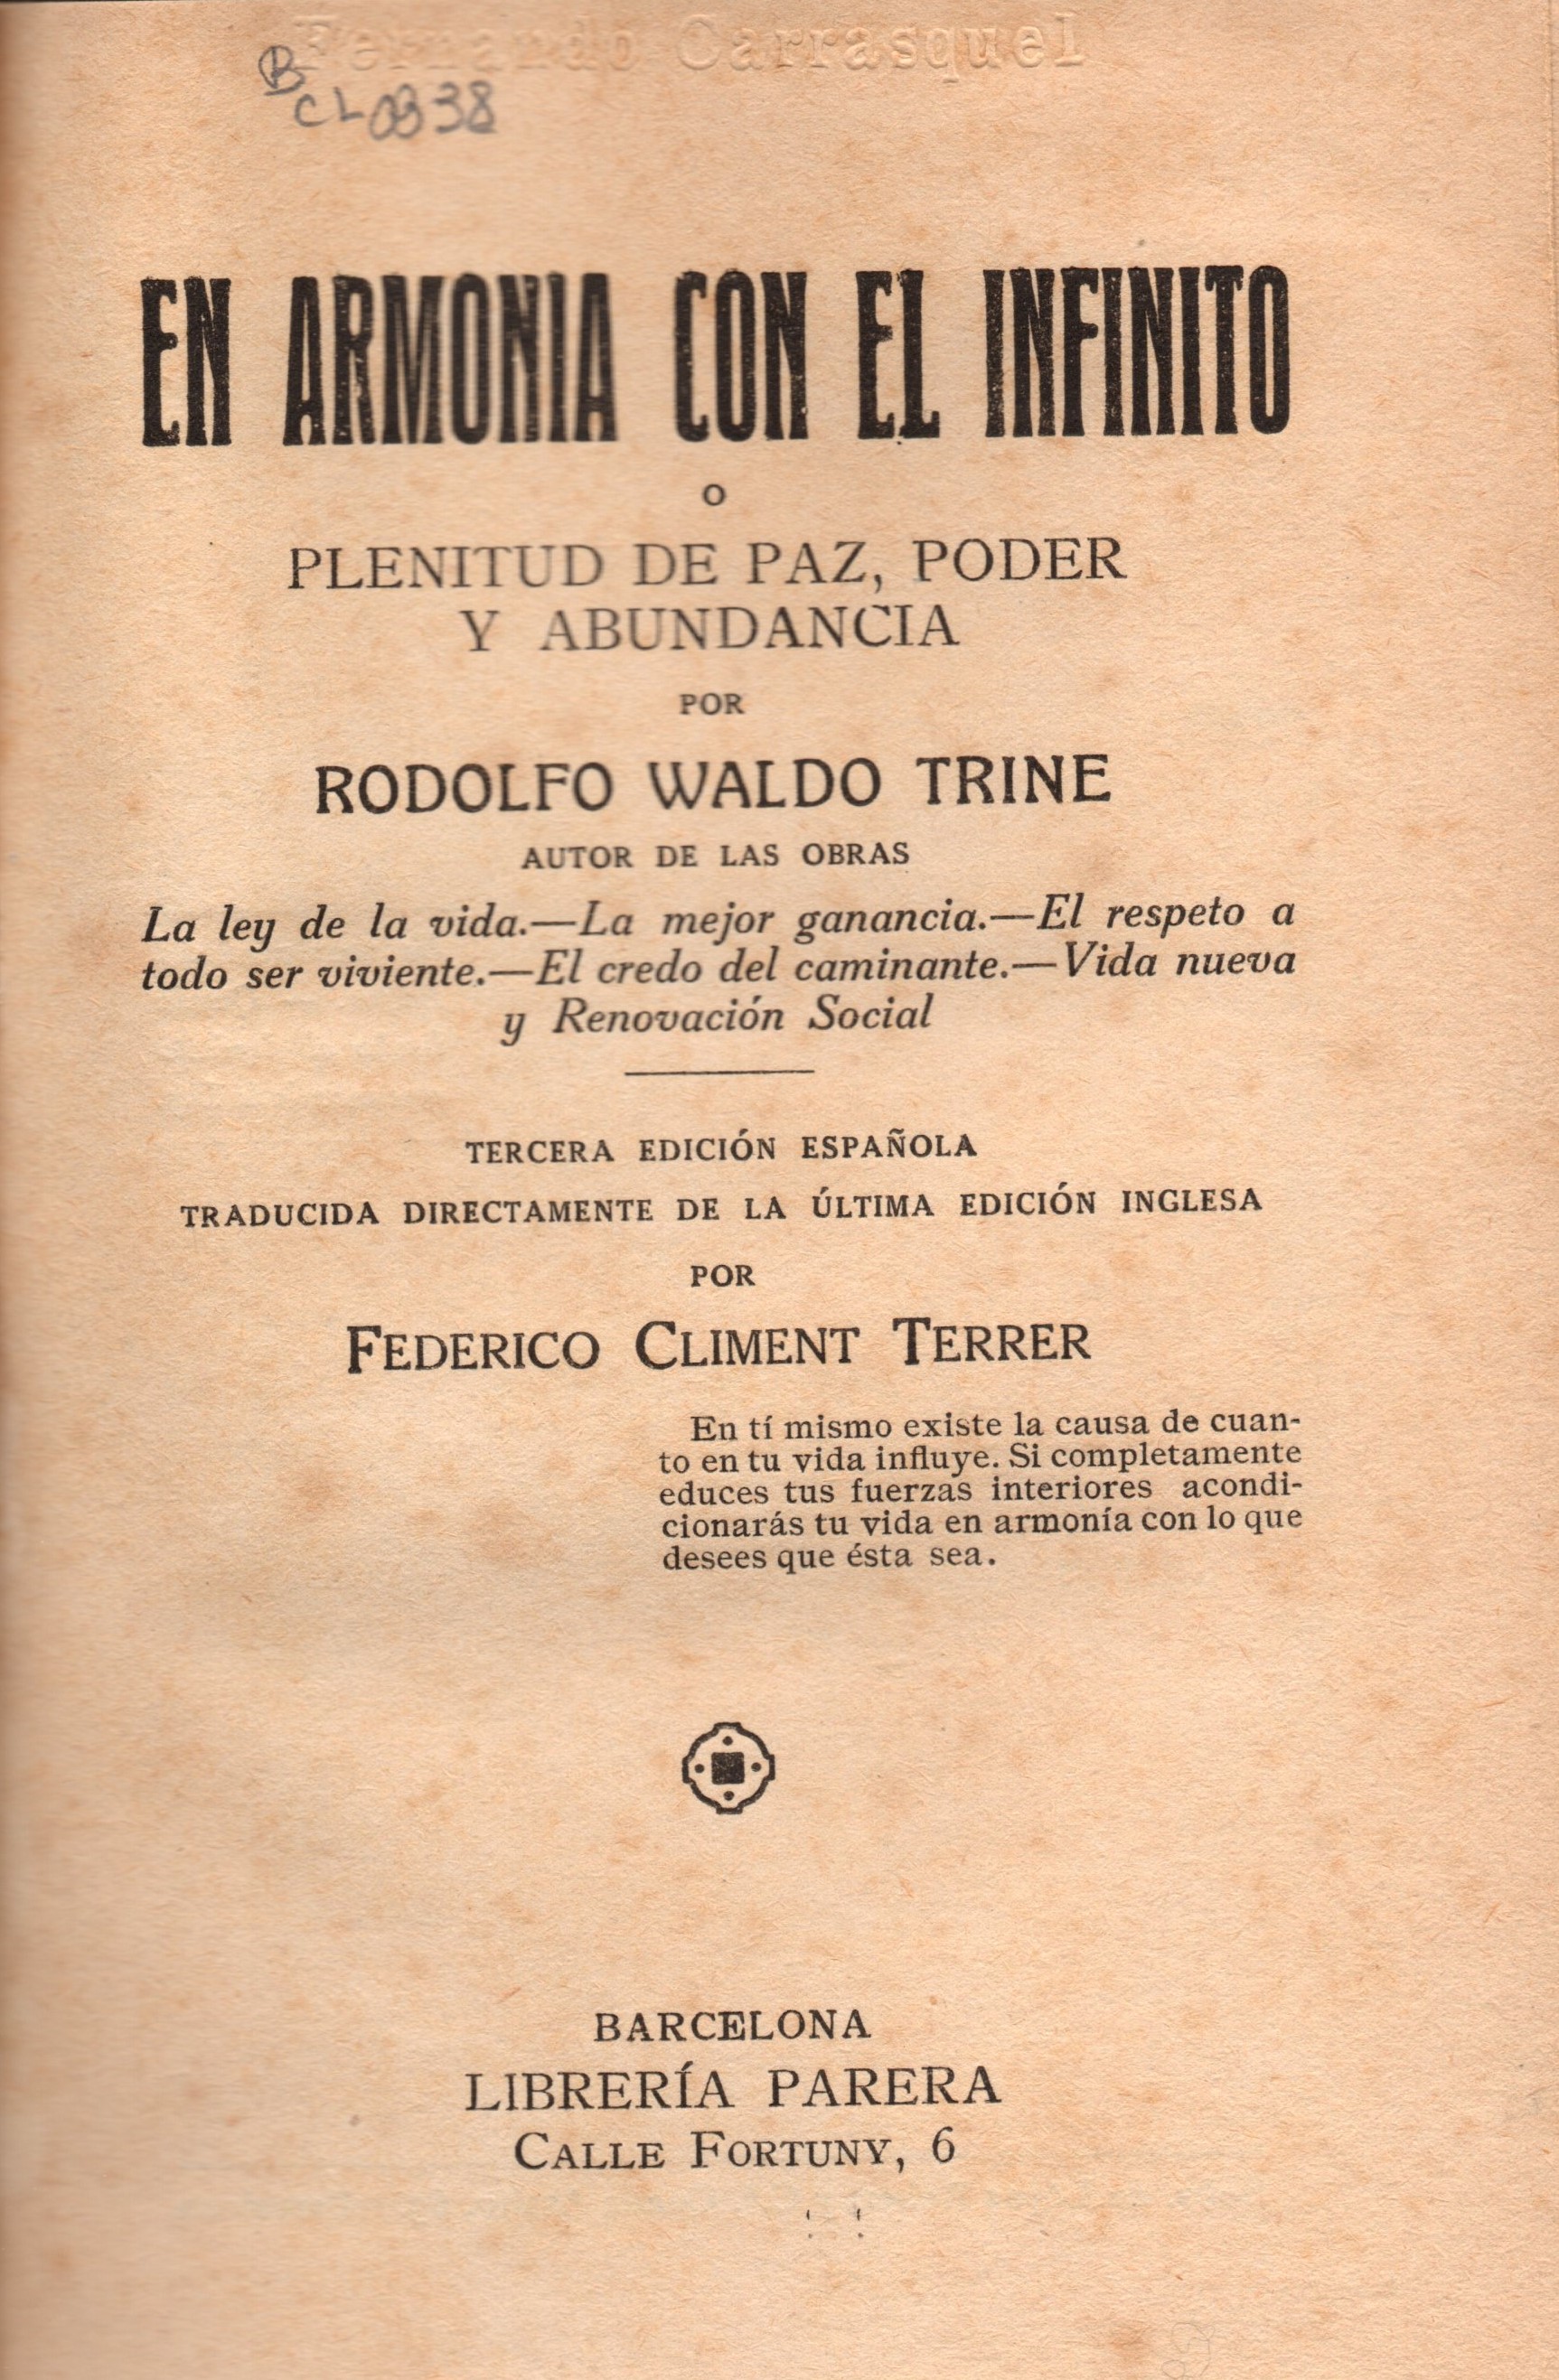 Fernando Carrasquel
B
CL0338
EN ARMONIA CON EL INFINITO
O
PLENITUD DE PAZ, PODER
Y ABUNDANCIA
POR
RODOLFO WALDO TRINE
AUTOR DE LAS OBRAS
La ley de la vida.—La mejor ganancia.—El respeto a
todo ser viviente.—El credo del caminante.—Vida nueva
y Renovación Social
TERCERA EDICIÓN ESPAÑOLA
TRADUCIDA DIRECTAMENTE DE LA ÚLTIMA EDICIÓN INGLESA
POR
FEDERICO CLIMENT TERRER
En tí mismo existe la causa de cuan-
to en tu vida influye. Si completamente
educes tus fuerzas interiores acondi-
cionarás tu vida en armonía con lo que
desees que ésta sea.
BARCELONA
LIBRERÍA PARERA
CALLE FORTUNY, 6